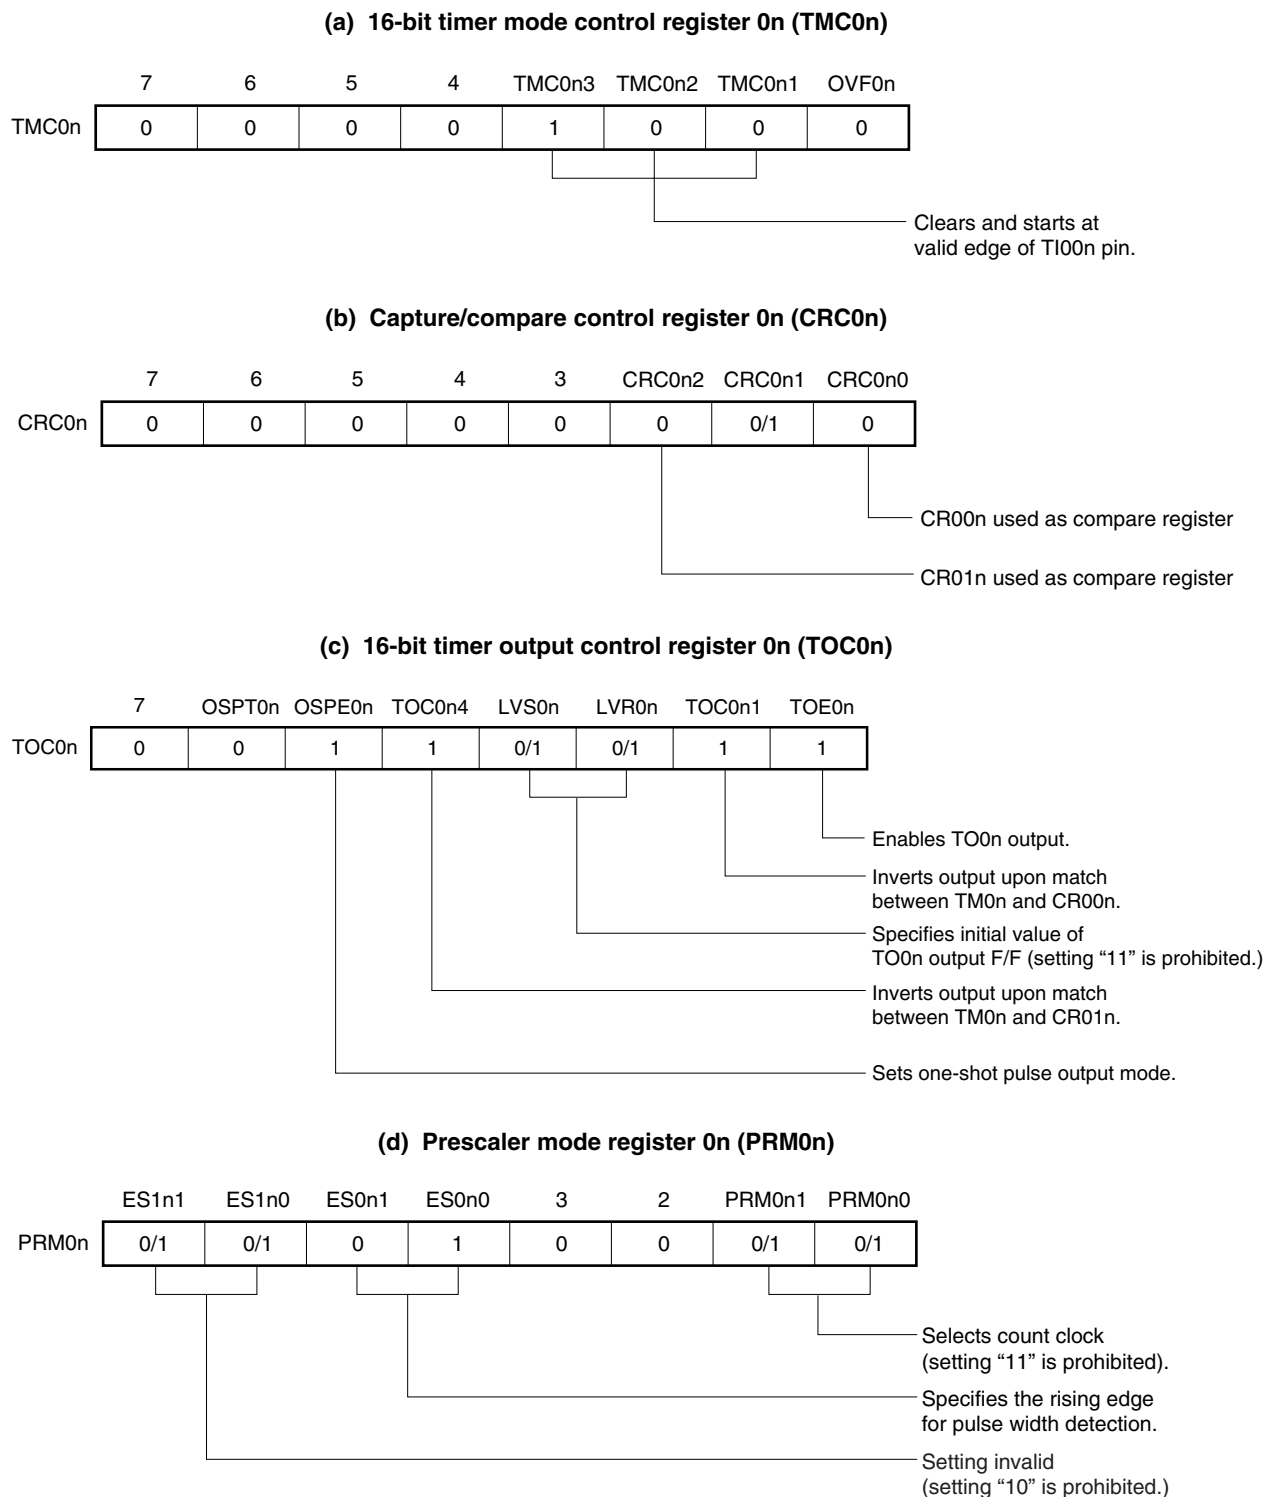 (a) 16-bit timer mode control register 0n (TMC0n)
7 6 5 4 TMC0n3 TMC0n2 TMC0n1 OVF0n
TMC0n 0 0 0 0 1 0 0 0
Clears and starts at
valid edge of TI00n pin.
(b) Capture/compare control register 0n (CRC0n)
7 6 5 4 3 CRC0n2 CRC0n1 CRC0n0
CRC0n 0 0 0 0 0 0 0/1 0
CR00n used as compare register
CR01n used as compare register
(c) 16-bit timer output control register 0n (TOC0n)
7 OSPT0n OSPE0n TOC0n4 LVS0n LVR0n TOC0n1 TOE0n
TOC0n 0 0 1 1 0/1 0/1 1 1
Enables TO0n output.
Inverts output upon match
between TM0n and CR00n.
Specifies initial value of
TO0n output F/F (setting “11” is prohibited.)
Inverts output upon match
between TM0n and CR01n.
Sets one-shot pulse output mode.
(d) Prescaler mode register 0n (PRM0n)
ES1n1 ES1n0 ES0n1 ES0n0 3 2 PRM0n1 PRM0n0
PRM0n 0/1 0/1 0 1 0 0 0/1 0/1
Selects count clock
(setting “11” is prohibited).
Specifies the rising edge
for pulse width detection.
Setting invalid
(setting “10” is prohibited.)